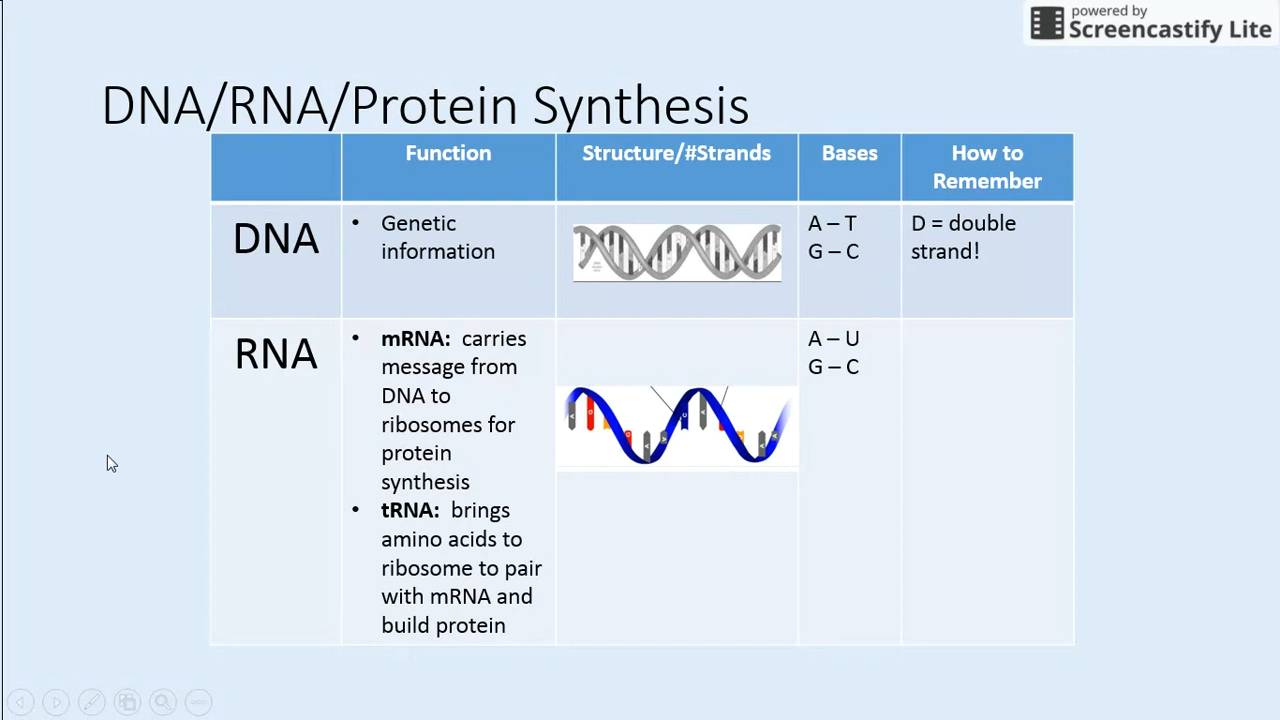 powered by
Screencastify Lite
DNA/RNA/Protein Synthesis
Function
Structure/#Strands
Bases
How to
Remember
DNA
• Genetic
information
A – T
G – C
D = double
strand!
RNA
• mRNA: carries
message from
DNA to
ribosomes for
protein
synthesis
• tRNA: brings
amino acids to
ribosome to pair
with mRNA and
build protein
A – U
G – C